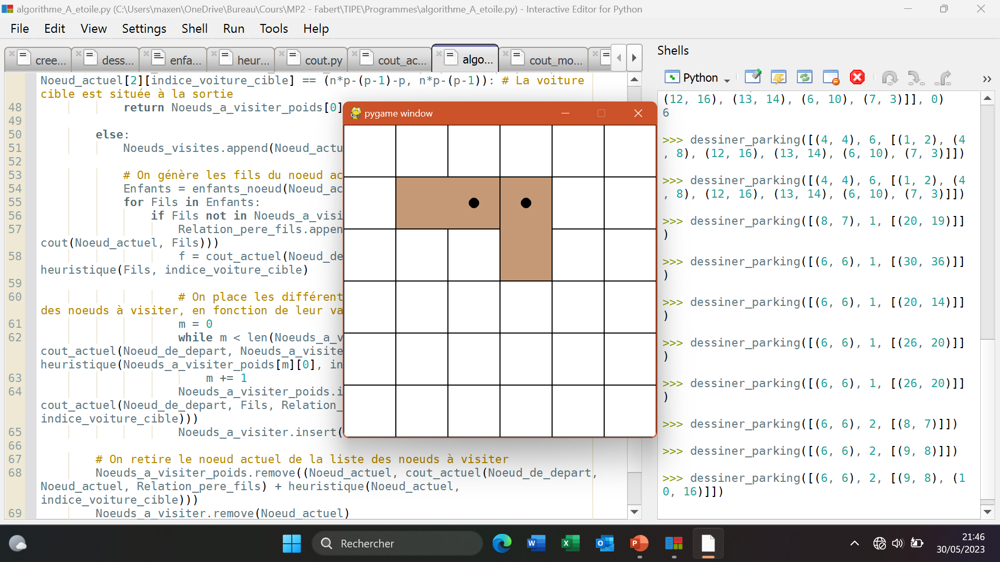 algorithme_A_etoile.py (C:\Users\maxen\OneDrive\Bureau\Cours\MP2 - Fabert\TIPE\Programmes\algorithme_A_etoile.py) - Interactive Editor for Python
File Edit View Settings Shell Run Tools Help
cree... dess... enfa... heur... cout.py cout_ac... algo... cout_mo...
Noeud_actuel[2][indice_voiture_cible] == (n*p-(p-1)-p, n*p-(p-1)): # La voiture
cible est située à la sortie
48 return Noeuds_a_visiter_poids[0]
49
50 else:
51 Noeuds_visites.append(Noeud_actu
52
53 # On génère les fils du noeud ac
54 Enfants = enfants_noeud(Noeud_ac
55 for Fils in Enfants:
56 if Fils not in Noeuds_a_visi
57 Relation_pere_fils.appen
cout(Noeud_actuel, Fils)))
58 f = cout_actuel(Noeud_de
heuristique(Fils, indice_voiture_cible)
59
60 # On place les différent
des noeuds à visiter, en fonction de leur va
61 m = 0
62 while m < len(Noeuds_a_v
cout_actuel(Noeud_de_depart, Noeuds_a_visite
heuristique(Noeuds_a_visiter_poids[m][0], in
63 m += 1
64 Noeuds_a_visiter_poids.i
cout_actuel(Noeud_de_depart, Fils, Relation_
indice_voiture_cible)))
65 Noeuds_a_visiter.insert(
66
67 # On retire le noeud actuel de la liste des noeuds à visiter
68 Noeuds_a_visiter_poids.remove((Noeud_actuel, cout_actuel(Noeud_de_depart,
Noeud_actuel, Relation_pere_fils) + heuristique(Noeud_actuel,
indice_voiture_cible)))
69 Noeuds_a_visiter.remove(Noeud_actuel)
pygame window
Shells
Python
(12, 16), (13, 14), (6, 10), (7, 3)]], 0)
6
>>> dessiner_parking([(4, 4), 6, [(1, 2), (4
, 8), (12, 16), (13, 14), (6, 10), (7, 3)]])
>>> dessiner_parking([(4, 4), 6, [(1, 2), (4
, 8), (12, 16), (13, 14), (6, 10), (7, 3)]])
>>> dessiner_parking([(8, 7), 1, [(20, 19)]]
)
>>> dessiner_parking([(6, 6), 1, [(30, 36)]]
)
>>> dessiner_parking([(6, 6), 1, [(20, 14)]]
)
>>> dessiner_parking([(6, 6), 1, [(26, 20)]]
)
>>> dessiner_parking([(6, 6), 1, [(26, 20)]]
)
>>> dessiner_parking([(6, 6), 2, [(8, 7)]])
>>> dessiner_parking([(6, 6), 2, [(9, 8)]])
>>> dessiner_parking([(6, 6), 2, [(9, 8), (1
0, 16)]])
Rechercher
21:46
30/05/2023